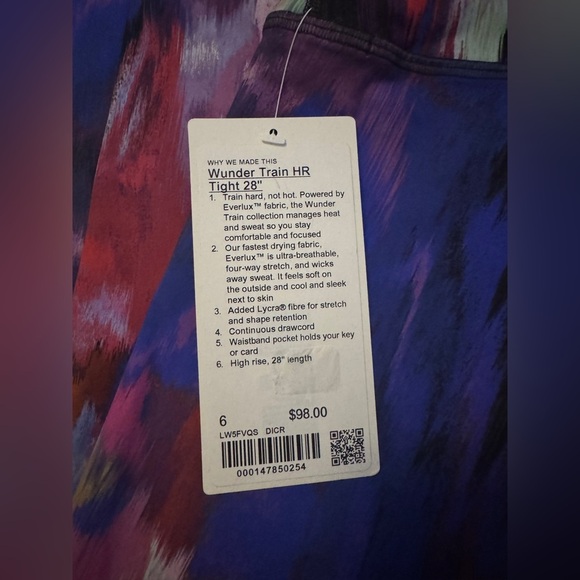 WHY WE MADE THIS
Wunder Train HR
Tight 28"
1. Train hard, not hot. Powered by
Everlux™ fabric, the Wunder
Train collection manages heat
and sweat so you stay
comfortable and focused
2. Our fastest drying fabric,
Everlux™ is ultra-breathable,
four-way stretch, and wicks
away sweat. It feels soft on
the outside and cool and sleek
next to skin
3. Added Lycra® fibre for stretch
and shape retention
4. Continuous drawcord
5. Waistband pocket holds your key
or card
6. High rise, 28" length
6 $98.00
LW5FVQS DICR
000147850254